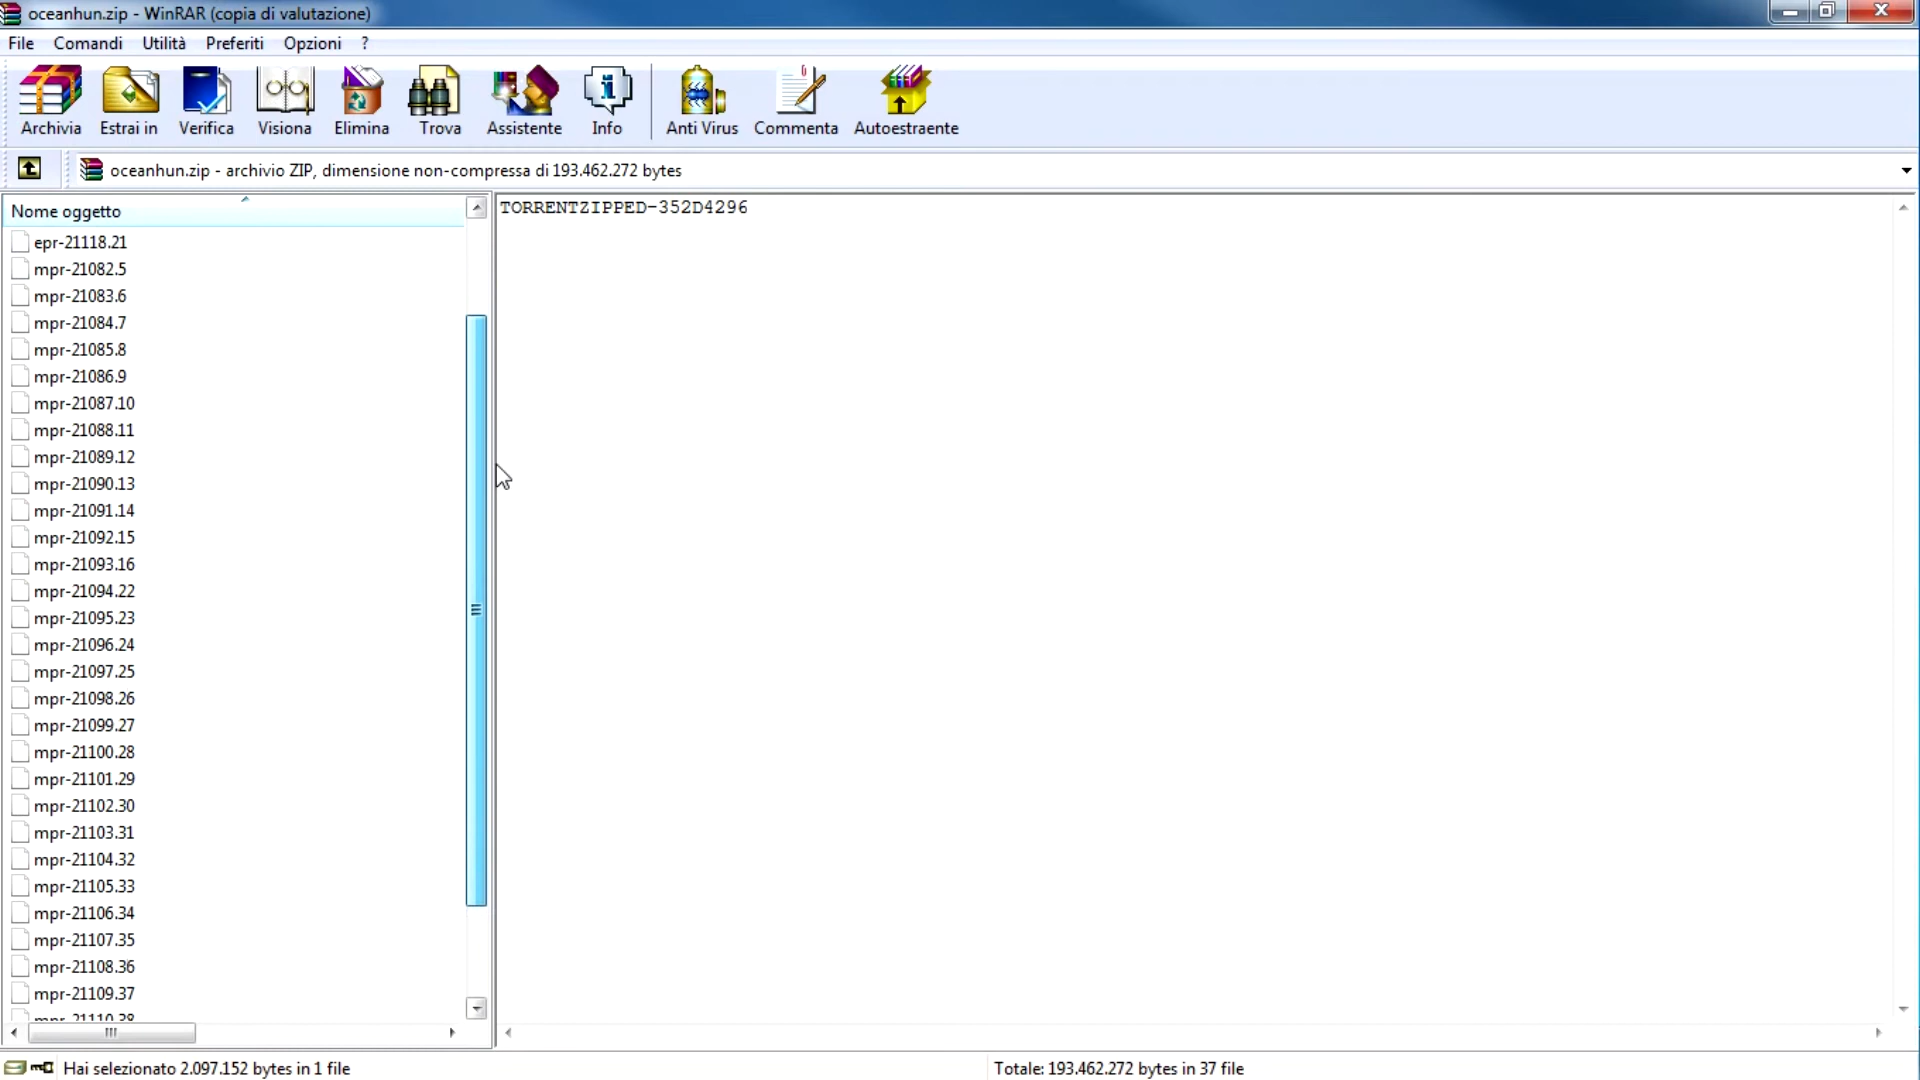 oceanhun.zip - WinRAR (copia di valutazione)
File Comandi Utilità Preferiti Opzioni ?
Archivia Estrai in Verifica Visiona Elimina Trova Assistente Info Anti Virus Commenta Autoestraente
oceanhun.zip - archivio ZIP, dimensione non-compressa di 193.462.272 bytes
Nome oggetto
TORRENTZIPPED-352D4296
epr-21118.21
mpr-21082.5
mpr-21083.6
mpr-21084.7
mpr-21085.8
mpr-21086.9
mpr-21087.10
mpr-21088.11
mpr-21089.12
mpr-21090.13
mpr-21091.14
mpr-21092.15
mpr-21093.16
mpr-21094.22
mpr-21095.23
mpr-21096.24
mpr-21097.25
mpr-21098.26
mpr-21099.27
mpr-21100.28
mpr-21101.29
mpr-21102.30
mpr-21103.31
mpr-21104.32
mpr-21105.33
mpr-21106.34
mpr-21107.35
mpr-21108.36
mpr-21109.37
mpr-21110.38
Hai selezionato 2.097.152 bytes in 1 file
Totale: 193.462.272 bytes in 37 file